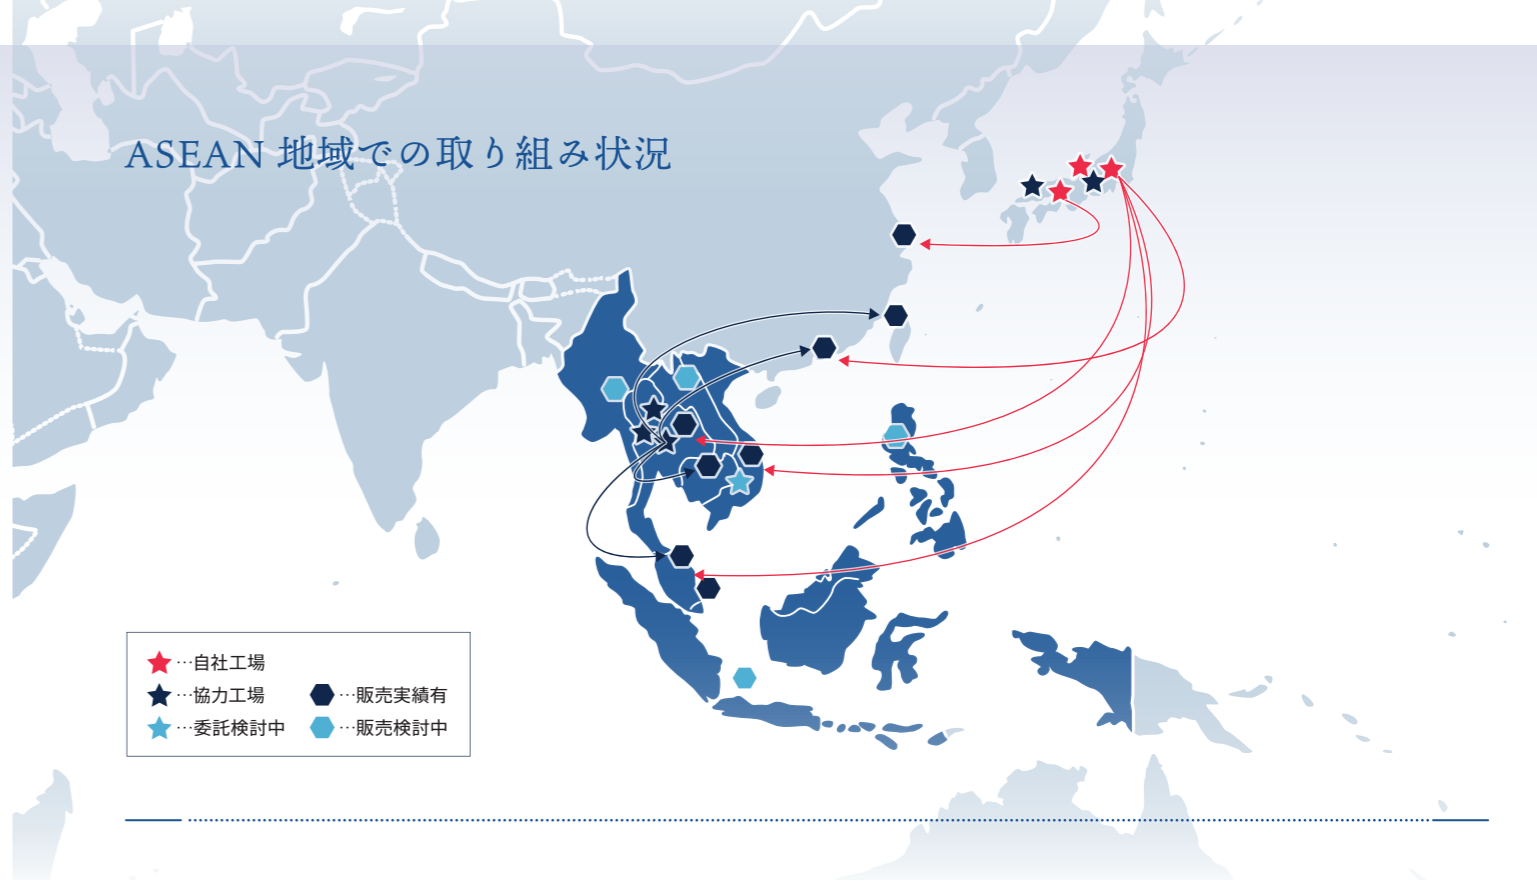 ASEAN 地域での取り組み状況
…自社工場
…協力工場
…販売実績有
…委託検討中
…販売検討中